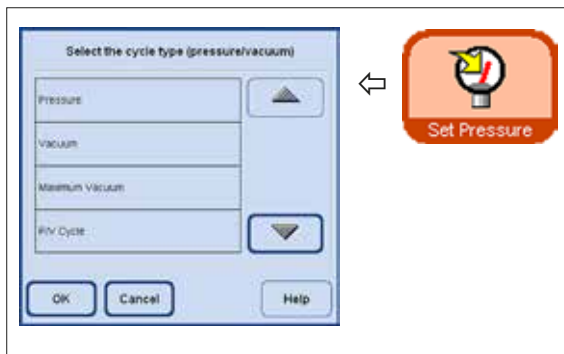 Select the cycle type (pressure/vacuum)
Pressure
Vacuum
Maximum Vacuum
P/V Cycle
OK Cancel Help
Set Pressure